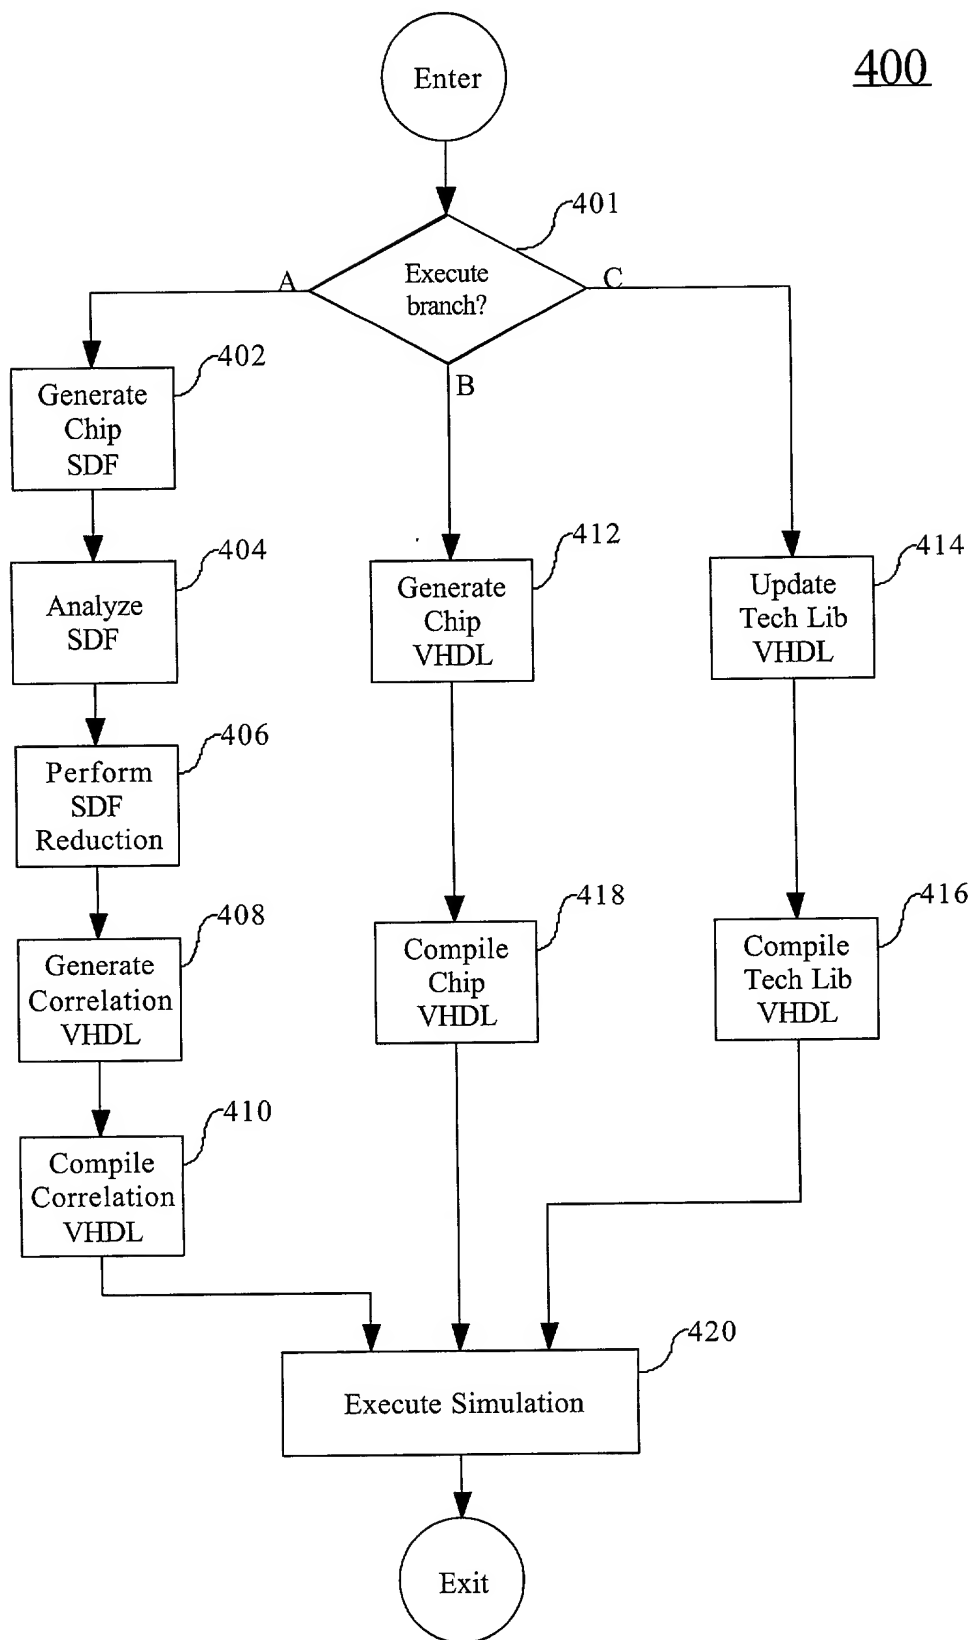 Enter
400
401
Execute
branch?
A
C
B
402
Generate
Chip
SDF
404
Analyze
SDF
412
Generate
Chip
VHDL
414
Update
Tech Lib
VHDL
406
Perform
SDF
Reduction
408
Generate
Correlation
VHDL
418
Compile
Chip
VHDL
416
Compile
Tech Lib
VHDL
410
Compile
Correlation
VHDL
420
Execute Simulation
Exit